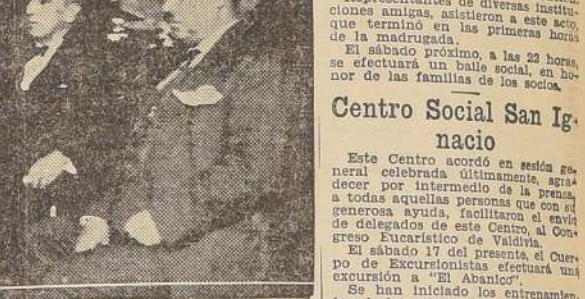 Representantes de diversas institu-
ciones amigas, asistieron a este acto,
que terminó en las primeras horas
de la madrugada.
El sábado próximo, a las 22 horas,
se efectuará un baile social, en ho-
nor de las familias de los socios.
Centro Social San Ig-
nacio
Este Centro acordó en sesión ge-
neral celebrada últimamente, agra-
decer por intermedio de la prensa,
a todas aquellas personas que con su
generosa ayuda, facilitaron el envío
de delegados de este Centro, al Con-
greso Eucarístico de Valdivia.
El sábado 17 del presente, el Cuer-
po de Excursionistas efectuará una
excursión a "El Abanico".
Se han iniciado los entrenamien-